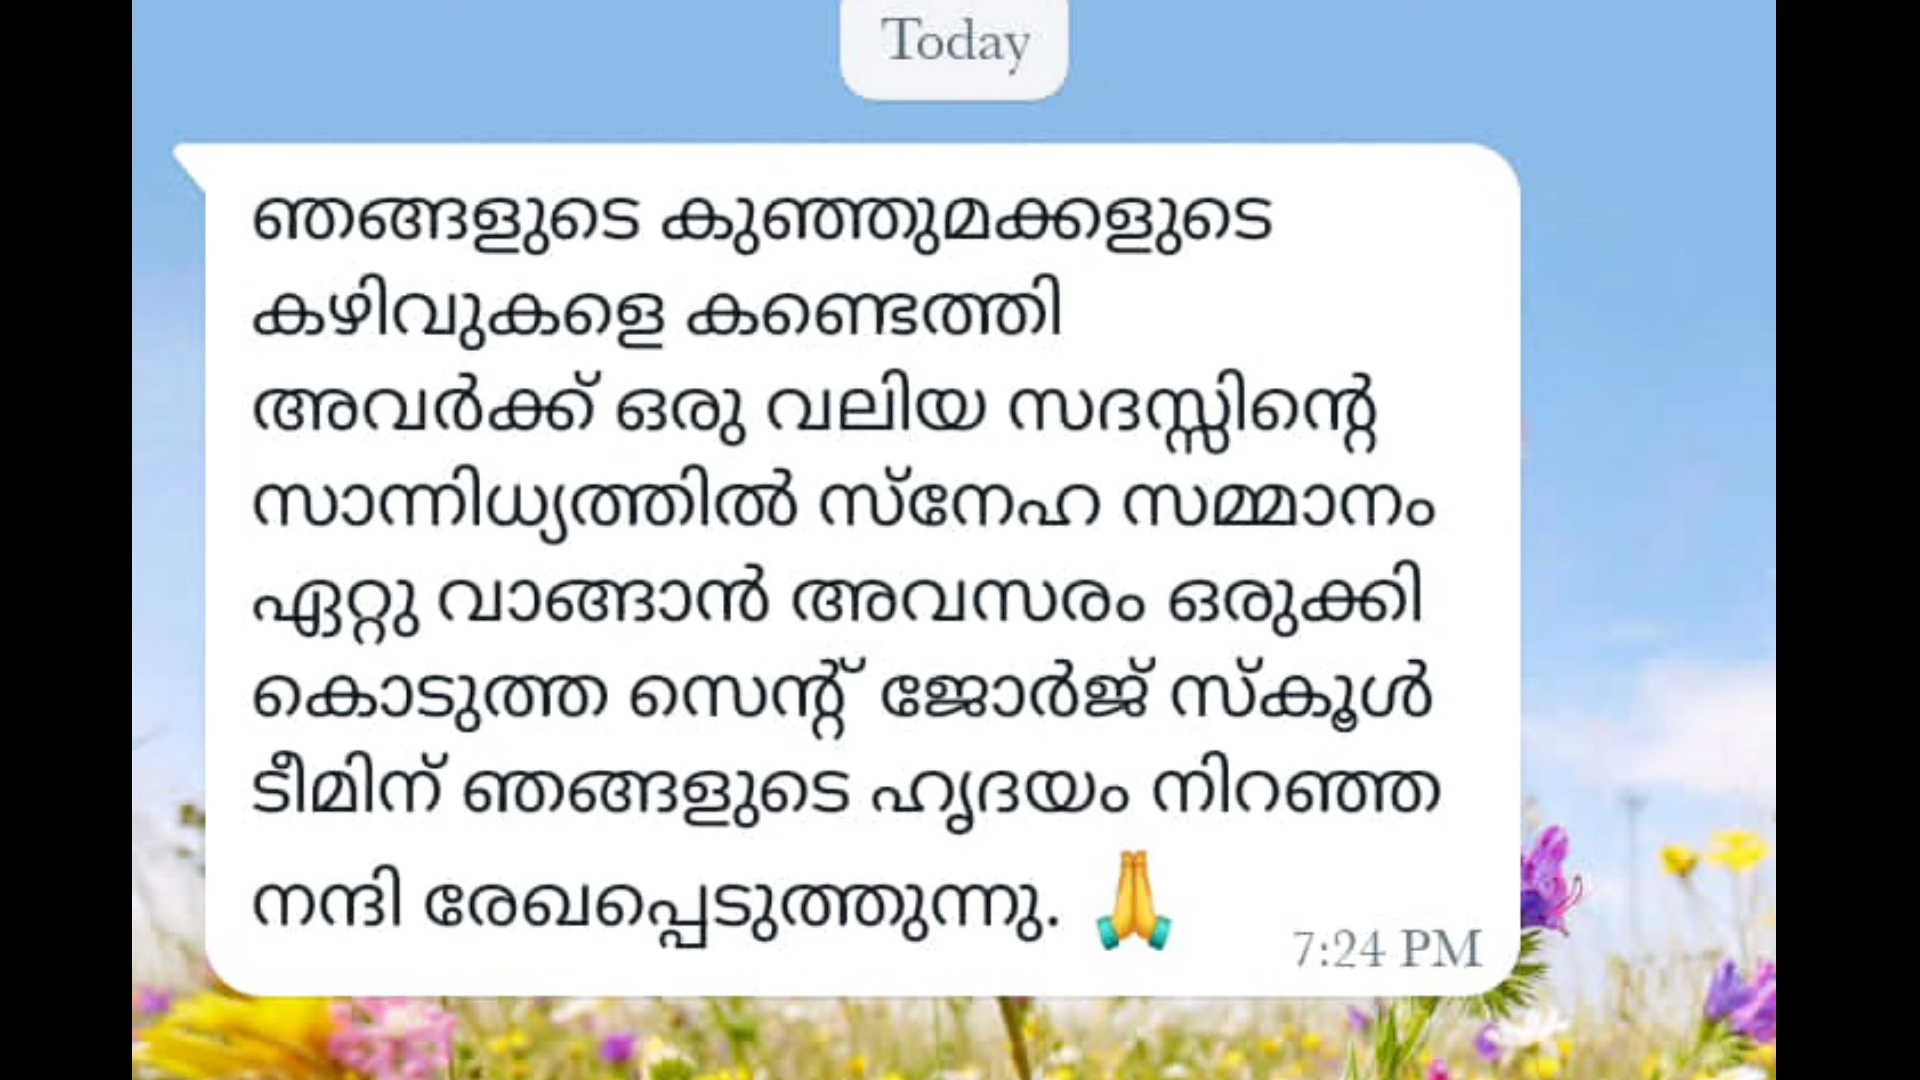 Today
ഞങ്ങളുടെ കുഞ്ഞുമക്കളുടെ
കഴിവുകളെ കണ്ടെത്തി
അവർക്ക് ഒരു വലിയ സദസ്സിന്റെ
സാന്നിധ്യത്തിൽ സ്നേഹ സമ്മാനം
ഏറ്റു വാങ്ങാൻ അവസരം ഒരുക്കി
കൊടുത്ത സെന്റ് ജോർജ് സ്കൂൾ
ടീമിന് ഞങ്ങളുടെ ഹൃദയം നിറഞ്ഞ
നന്ദി രേഖപ്പെടുത്തുന്നു. 🙏
7:24 PM